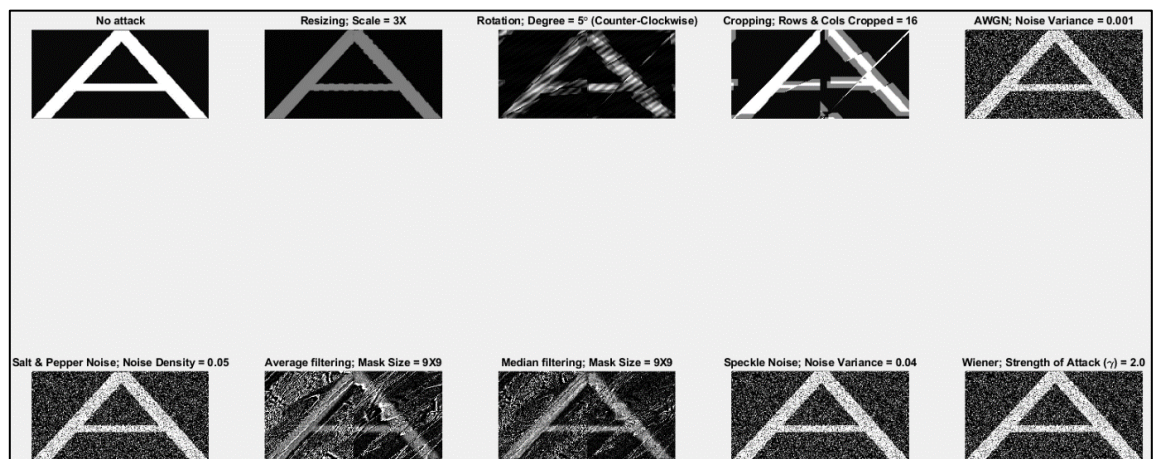 No attack
Resizing; Scale = 3X
Rotation; Degree = 5° (Counter-Clockwise)
Cropping; Rows & Cols Cropped = 16
AWGN; Noise Variance = 0.001
Salt & Pepper Noise; Noise Density = 0.05
Average filtering; Mask Size = 9X9
Median filtering; Mask Size = 9X9
Speckle Noise; Noise Variance = 0.04
Wiener; Strength of Attack (γ) = 2.0